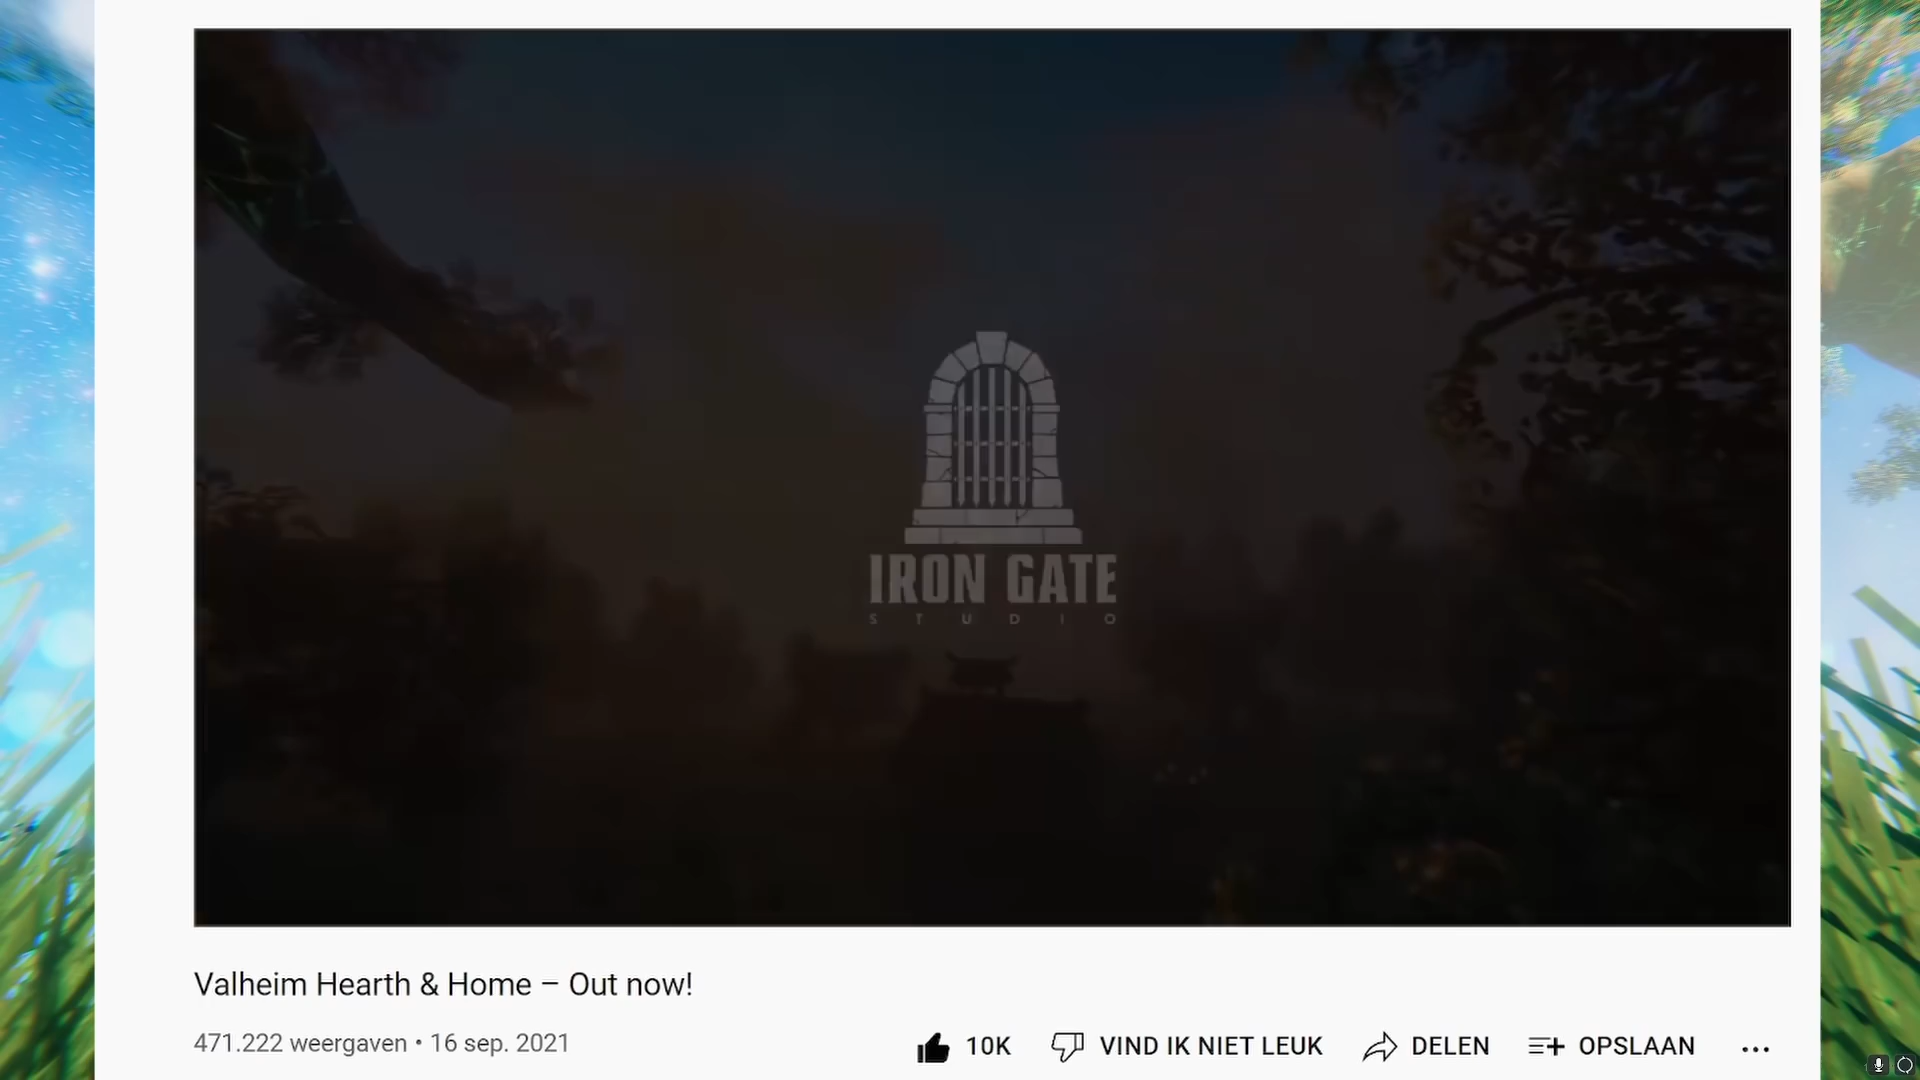 IRON GATE
STUDIO
Valheim Hearth & Home – Out now!
471.222 weergaven • 16 sep. 2021
10K
VIND IK NIET LEUK
DELEN
OPSLAAN